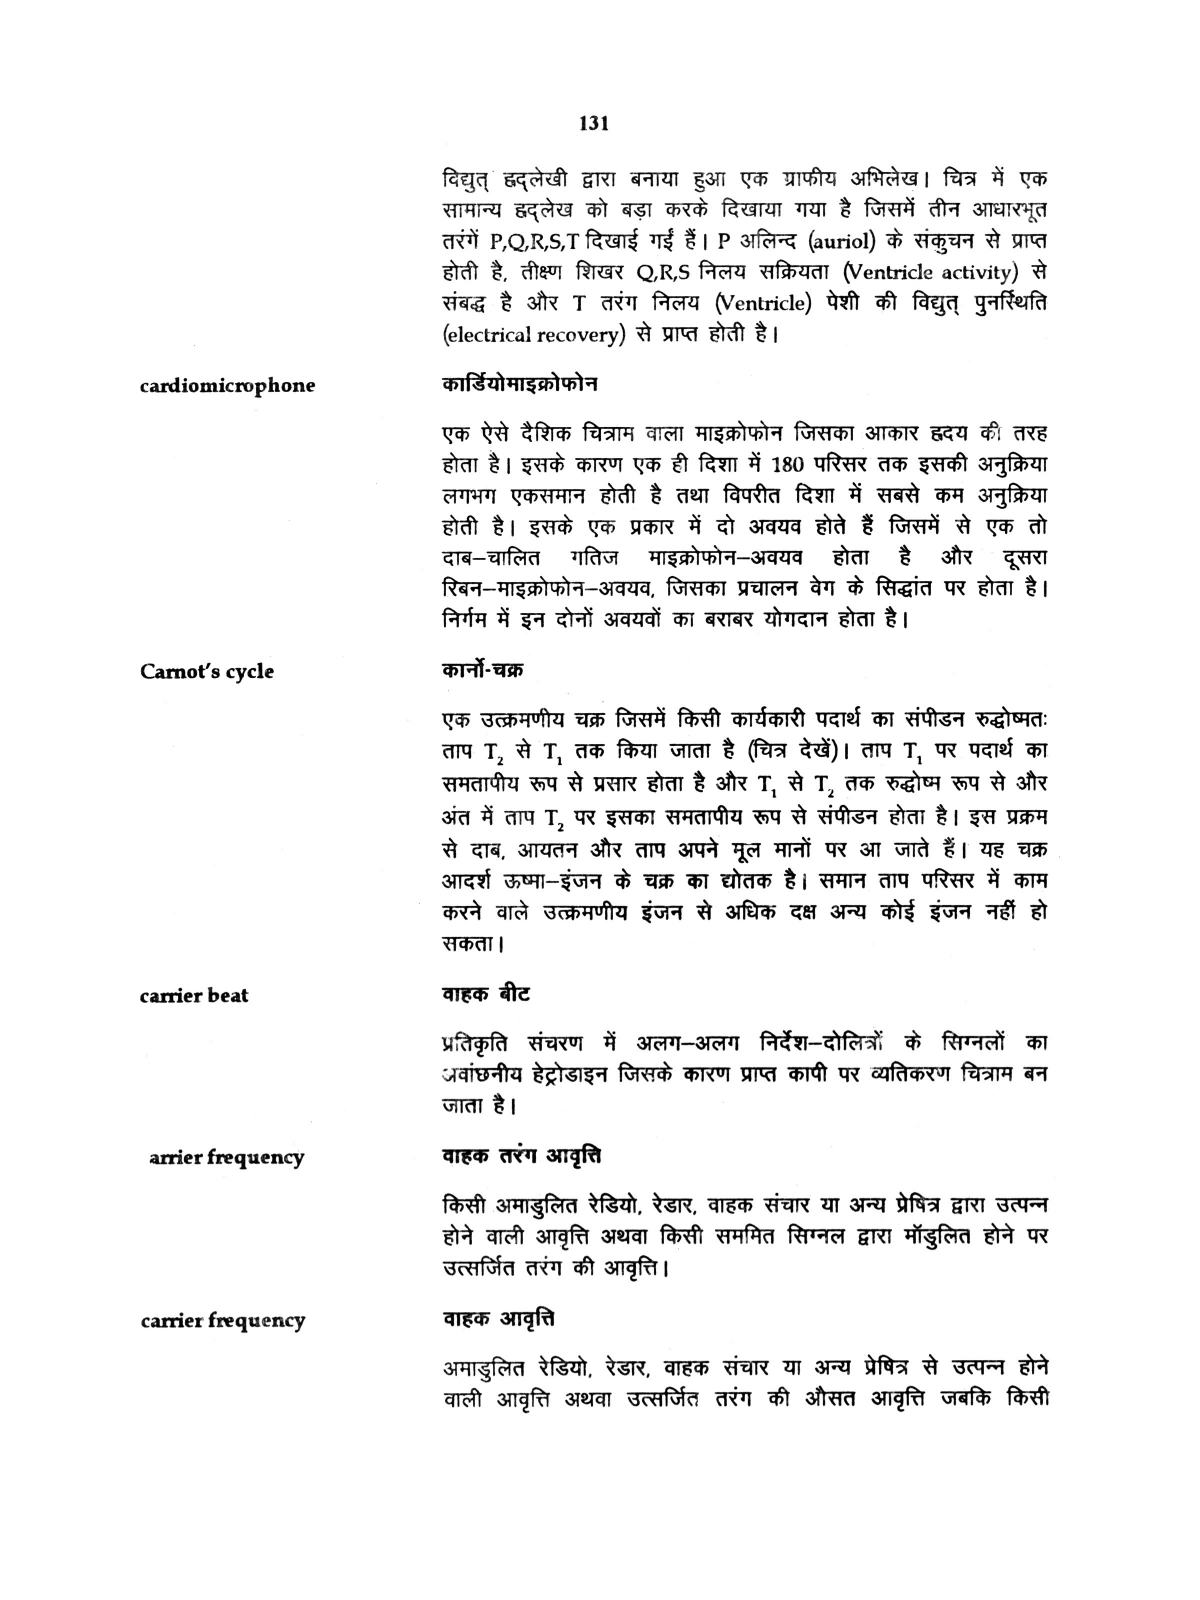 131
विद्युत् हृद्लेखी द्वारा बनाया हुआ एक ग्राफीय अभिलेख। चित्र में एक
सामान्य हृद्लेख को बड़ा करके दिखाया गया है जिसमें तीन आधारभूत
तरंगें P,Q,R,S,T दिखाई गईं हैं। P अलिन्द (auriol) के संकुचन से प्राप्त
होती है, तीक्ष्ण शिखर Q,R,S निलय सक्रियता (Ventricle activity) से
संबद्ध है और T तरंग निलय (Ventricle) पेशी की विद्युत् पुनर्स्थिति
(electrical recovery) से प्राप्त होती है।
cardiomicrophone कार्डियोमाइक्रोफोन
एक ऐसे दैशिक चित्राम वाला माइक्रोफोन जिसका आकार हृदय की तरह
होता है। इसके कारण एक ही दिशा में 180 परिसर तक इसकी अनुक्रिया
लगभग एकसमान होती है तथा विपरीत दिशा में सबसे कम अनुक्रिया
होती है। इसके एक प्रकार में दो अवयव होते हैं जिसमें से एक तो
दाब–चालित गतिज माइक्रोफोन–अवयव होता है और दूसरा
रिबन–माइक्रोफोन–अवयव, जिसका प्रचालन वेग के सिद्धांत पर होता है।
निर्गम में इन दोनों अवयवों का बराबर योगदान होता है।
Carnot's cycle कार्नो-चक्र
एक उत्क्रमणीय चक्र जिसमें किसी कार्यकारी पदार्थ का संपीडन रुद्धोष्मतः
ताप T₂ से T₁ तक किया जाता है (चित्र देखें)। ताप T₁ पर पदार्थ का
समतापीय रूप से प्रसार होता है और T₁ से T₂ तक रुद्धोष्म रूप से और
अंत में ताप T₂ पर इसका समतापीय रूप से संपीडन होता है। इस प्रक्रम
से दाब, आयतन और ताप अपने मूल मानों पर आ जाते हैं। यह चक्र
आदर्श ऊष्मा–इंजन के चक्र का द्योतक है। समान ताप परिसर में काम
करने वाले उत्क्रमणीय इंजन से अधिक दक्ष अन्य कोई इंजन नहीं हो
सकता।
carrier beat वाहक बीट
प्रतिकृति संचरण में अलग–अलग निर्देश–दोलित्रों के सिग्नलों का
अवांछनीय हेट्रोडाइन जिसके कारण प्राप्त कापी पर व्यतिकरण चित्राम बन
जाता है।
arrier frequency वाहक तरंग आवृत्ति
किसी अमाडुलित रेडियो, रेडार, वाहक संचार या अन्य प्रेषित्र द्वारा उत्पन्न
होने वाली आवृत्ति अथवा किसी सममित सिग्नल द्वारा मॉडुलित होने पर
उत्सर्जित तरंग की आवृत्ति।
carrier frequency वाहक आवृत्ति
अमाडुलित रेडियो, रेडार, वाहक संचार या अन्य प्रेषित्र से उत्पन्न होने
वाली आवृत्ति अथवा उत्सर्जित तरंग की औसत आवृत्ति जबकि किसी